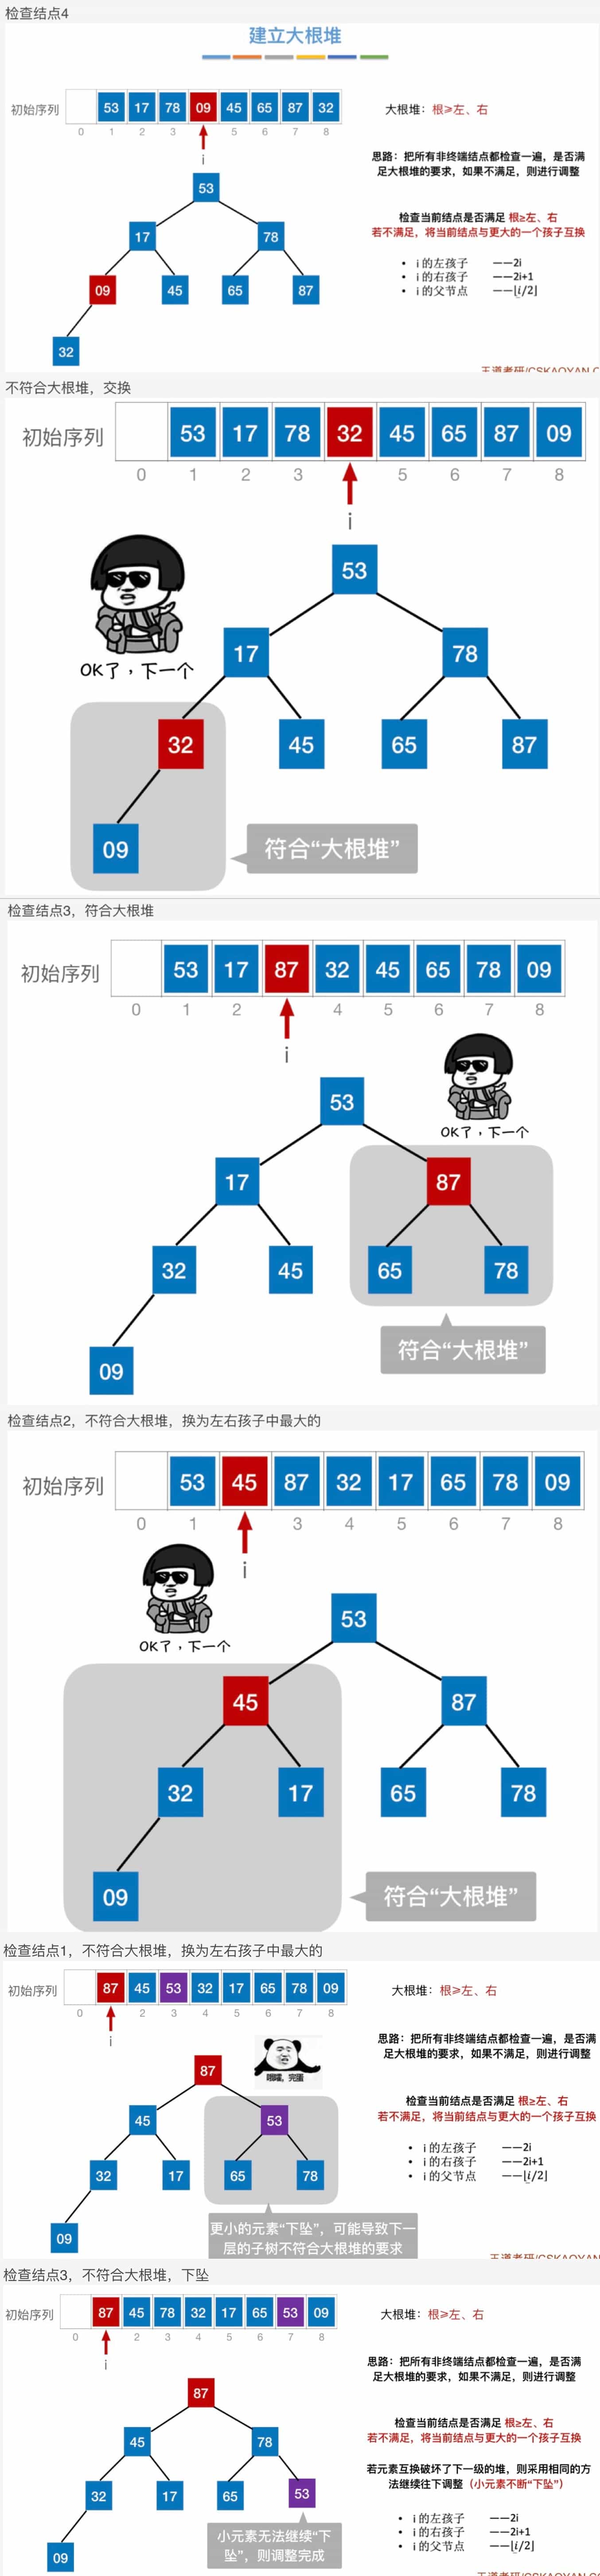 检查结点4
建立大根堆
初始序列 53 17 78 09 45 65 87 32
0 1 2 3 5 6 7 8
i
大根堆：根≥左、右
思路：把所有非终端结点都检查一遍，是否满
足大根堆的要求，如果不满足，则进行调整
检查当前结点是否满足 根≥左、右
若不满足，将当前结点与更大的一个孩子互换
• i 的左孩子 ——2i
• i 的右孩子 ——2i+1
• i 的父节点 ——⌊i/2⌋
53
17 78
09 45 65 87
32
不符合大根堆，交换
初始序列 53 17 78 32 45 65 87 09
0 1 2 3 5 6 7 8
i
OK了，下一个
53
17 78
32 45 65 87
09
符合“大根堆”
检查结点3，符合大根堆
初始序列 53 17 87 32 45 65 78 09
0 1 2 4 5 6 7 8
i
OK了，下一个
53
17 87
32 45 65 78
09
符合“大根堆”
检查结点2，不符合大根堆，换为左右孩子中最大的
初始序列 53 45 87 32 17 65 78 09
0 1 3 4 5 6 7 8
i
OK了，下一个
53
45 87
32 17 65 78
09
符合“大根堆”
检查结点1，不符合大根堆，换为左右孩子中最大的
初始序列 87 45 53 32 17 65 78 09
0 2 3 4 5 6 7 8
i
大根堆：根≥左、右
思路：把所有非终端结点都检查一遍，是否满
足大根堆的要求，如果不满足，则进行调整
检查当前结点是否满足 根≥左、右
若不满足，将当前结点与更大的一个孩子互换
• i 的左孩子 ——2i
• i 的右孩子 ——2i+1
• i 的父节点 ——⌊i/2⌋
87
45 53
32 17 65 78
09
更小的元素“下坠”，可能导致下一
层的子树不符合大根堆的要求
检查结点3，不符合大根堆，下坠
初始序列 87 45 78 32 17 65 53 09
0 2 3 4 5 6 7 8
i
大根堆：根≥左、右
思路：把所有非终端结点都检查一遍，是否满
足大根堆的要求，如果不满足，则进行调整
检查当前结点是否满足 根≥左、右
若不满足，将当前结点与更大的一个孩子互换
若元素互换破坏了下一级的堆，则采用相同的方
法继续往下调整（小元素不断“下坠”）
• i 的左孩子 ——2i
• i 的右孩子 ——2i+1
• i 的父节点 ——⌊i/2⌋
87
45 78
32 17 65 53
09
小元素无法继续“下
坠”，则调整完成